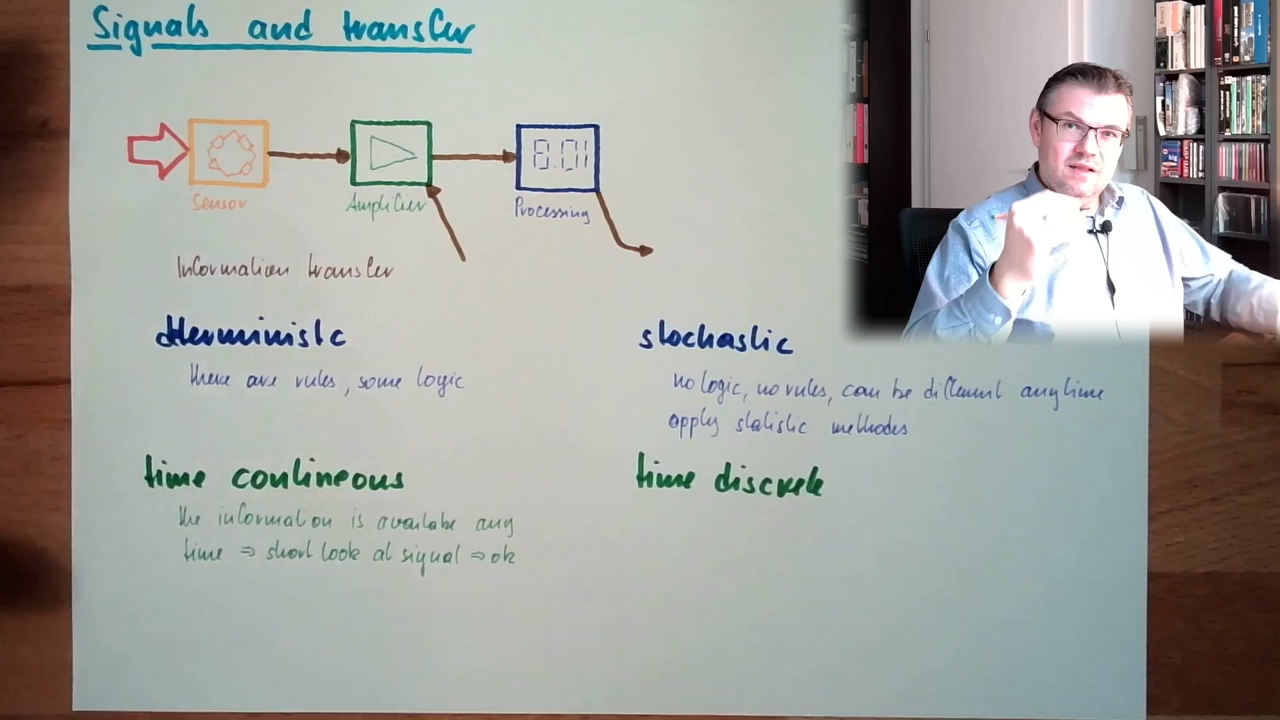 Signals and transfer
8.01
Sensor
Amplifier
Processing
Information transfer
deterministc
stochastic
there are rules, some logic
no logic, no rules, can be different anytime
apply statistic methodes
time contineous
time discrete
the information is availabe any
time ⇒ short look at signal ⇒ ok